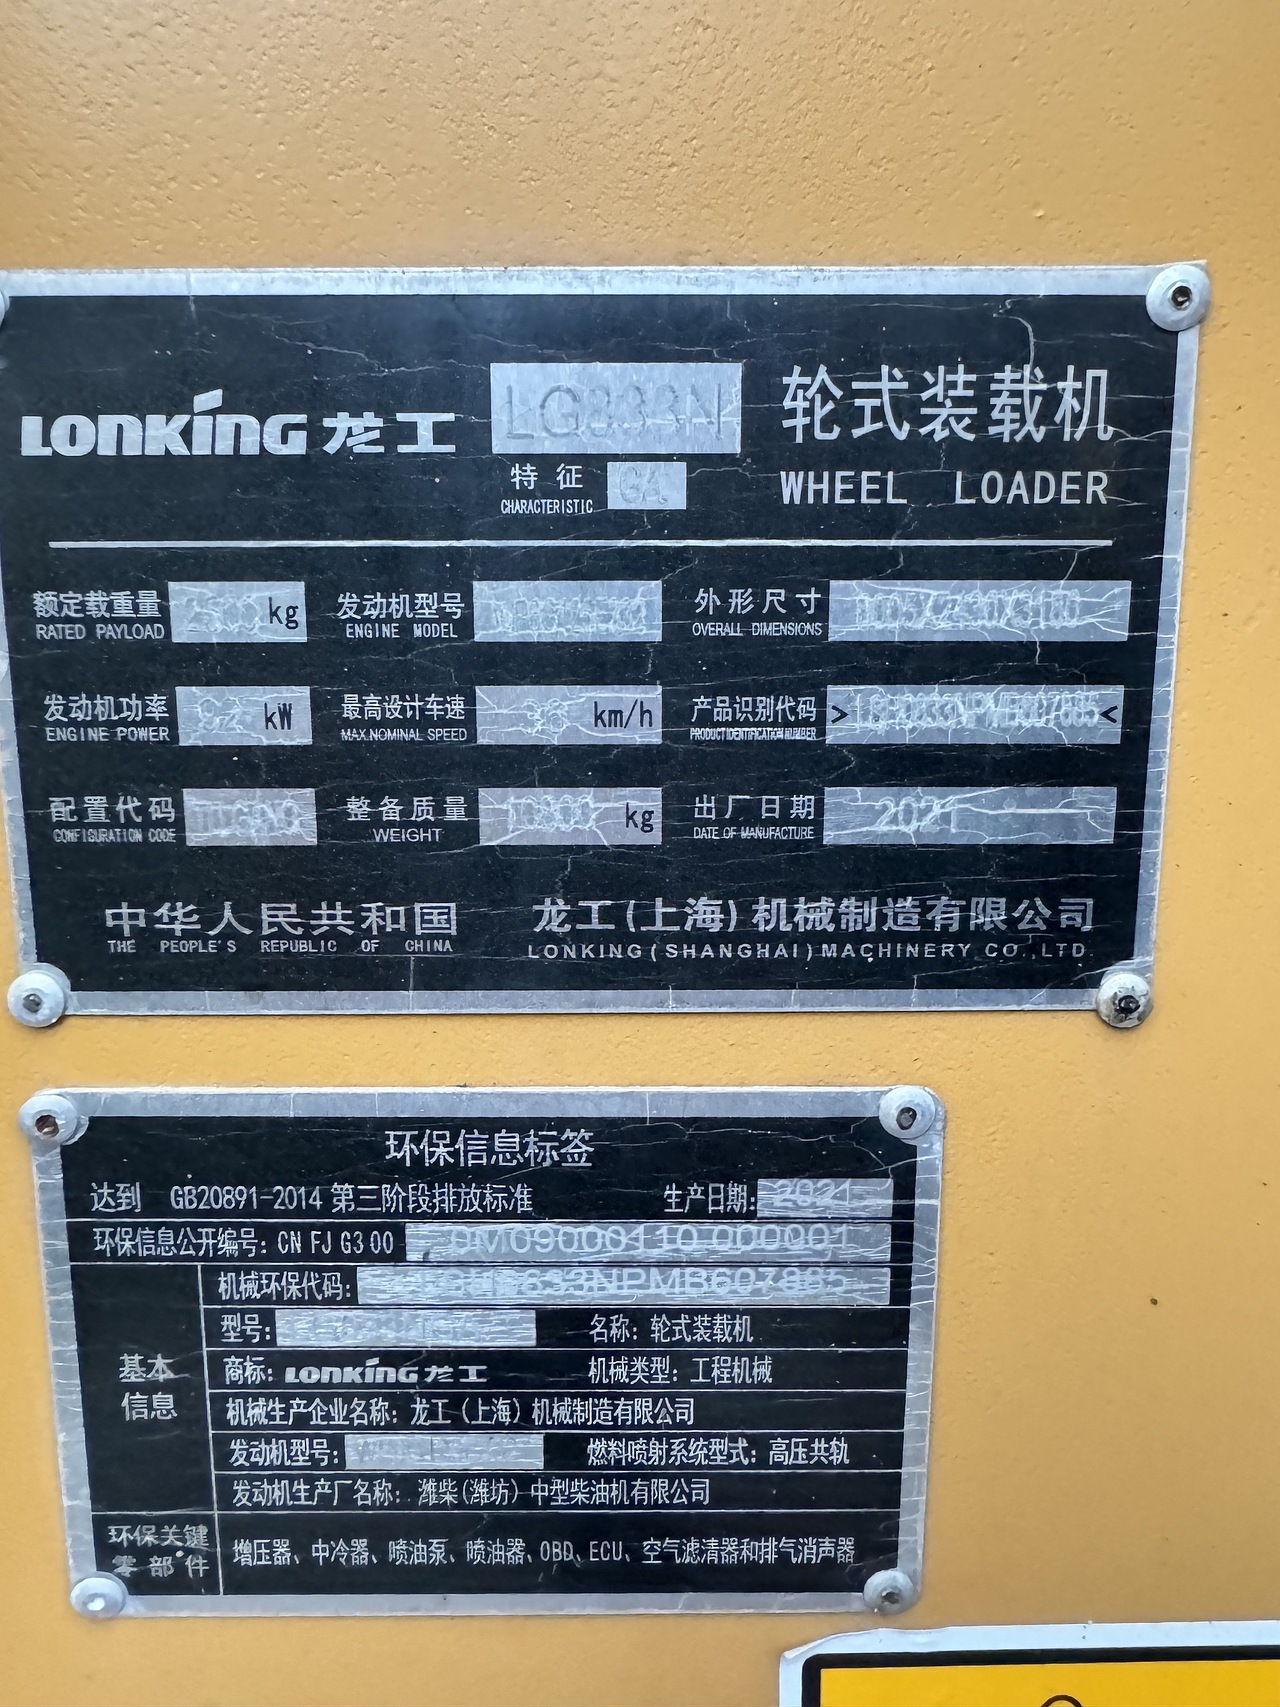 LONKING 龙工 LG833N 轮式装载机
特征 CHARACTERISTIC WHEEL LOADER
额定载重量 RATED PAYLOAD kg 发动机型号 ENGINE MODEL 外形尺寸 OVERALL DIMENSIONS
发动机功率 ENGINE POWER 92 kW 最高设计车速 MAX.NOMINAL SPEED km/h 产品识别代码 PRODUCT IDENTIFICATION NUMBER
配置代码 CONFIGURATION CODE 整备质量 WEIGHT kg 出厂日期 DATE OF MANUFACTURE 2021
中华人民共和国 龙工(上海)机械制造有限公司
THE PEOPLE'S REPUBLIC OF CHINA LONKING(SHANGHAI)MACHINERY CO.,LTD.
环保信息标签
达到 GB20891-2014 第三阶段排放标准 生产日期: 2021
环保信息公开编号: CN FJ G3 00 0M09000110 000001
机械环保代码:
型号: 名称: 轮式装载机
基本信息
商标: LONKING 龙工 机械类型: 工程机械
机械生产企业名称: 龙工(上海)机械制造有限公司
发动机型号: 燃料喷射系统型式: 高压共轨
发动机生产厂名称: 潍柴(潍坊)中型柴油机有限公司
环保关键零部件 增压器、中冷器、喷油泵、喷油器、OBD、ECU、空气滤清器和排气消声器